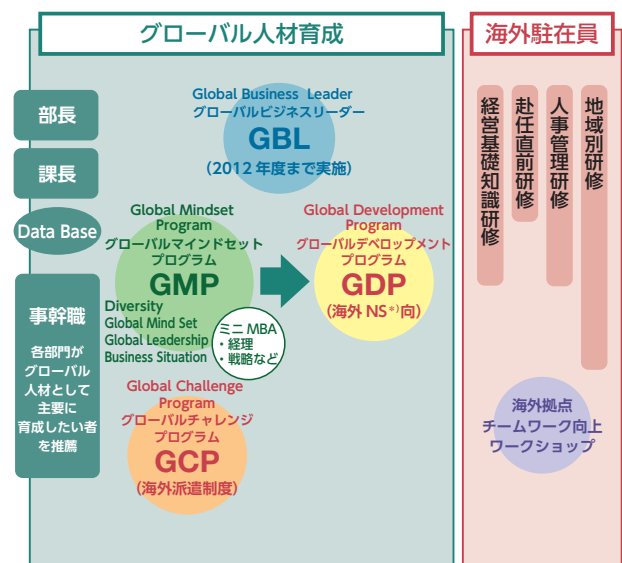 グローバル人材育成
海外駐在員
部長
課長
Data Base
事幹職
各部門が
グローバル
人材として
主要に
育成したい者
を推薦
Global Business Leader
グローバルビジネスリーダー
GBL
(2012年度まで実施)
Global Mindset
Program
グローバルマインドセット
プログラム
GMP
Diversity
Global Mind Set
Global Leadership
Business Situation
ミニMBA
・経理
・戦略など
Global Development
Program
グローバルデベロップメント
プログラム
GDP
(海外NS*)向)
Global Challenge
Program
グローバルチャレンジ
プログラム
GCP
(海外派遣制度)
経営基礎知識研修
赴任直前研修
人事管理研修
地域別研修
海外拠点
チームワーク向上
ワークショップ